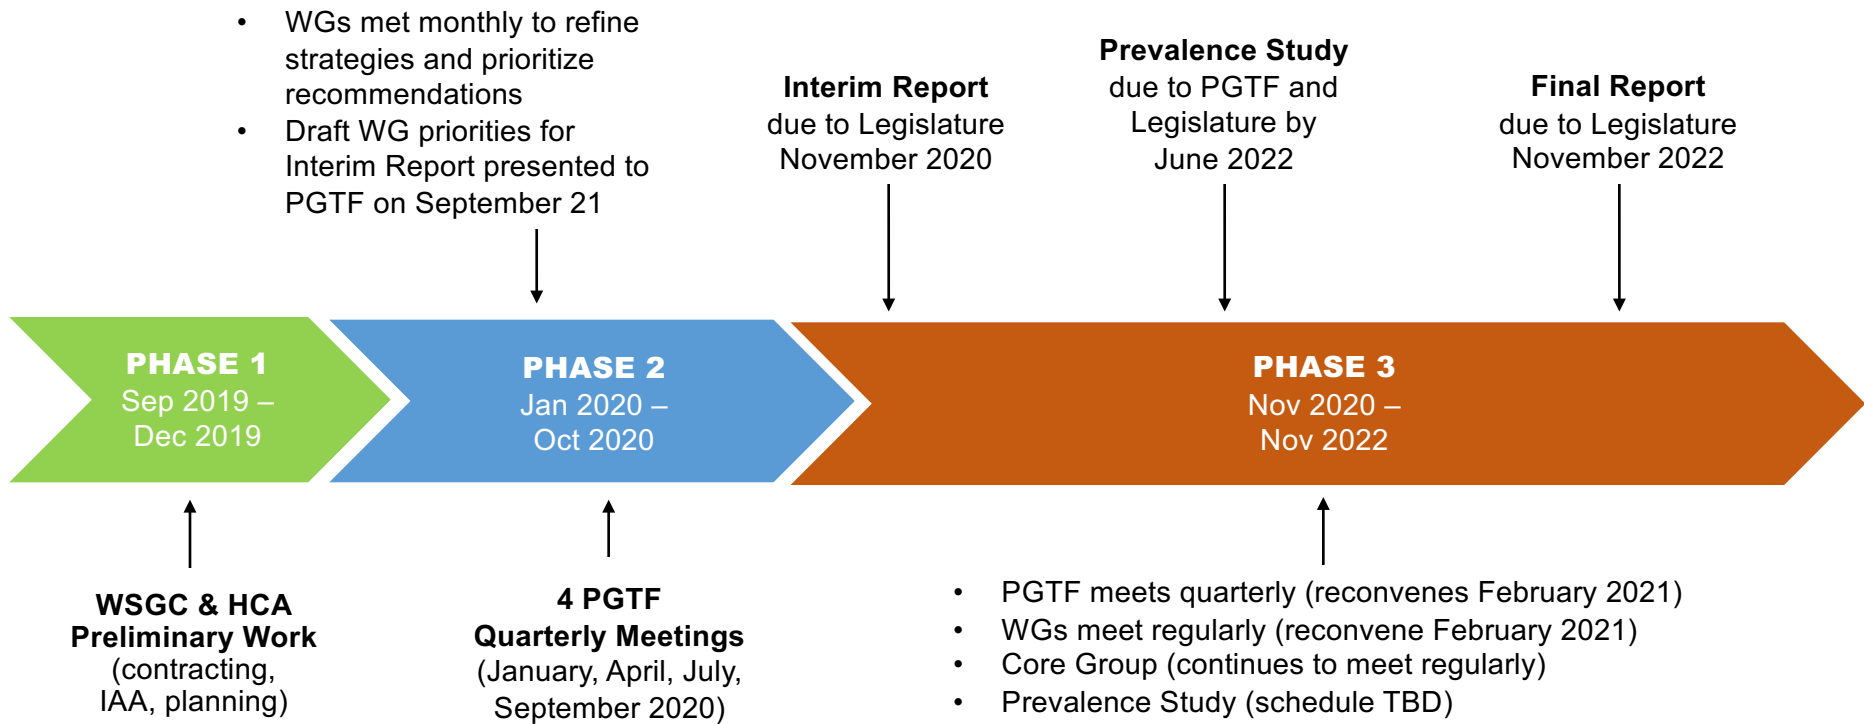 • WGs met monthly to refine
strategies and prioritize
recommendations
• Draft WG priorities for
Interim Report presented to
PGTF on September 21
Interim Report
due to Legislature
November 2020
Prevalence Study
due to PGTF and
Legislature by
June 2022
Final Report
due to Legislature
November 2022
PHASE 1
Sep 2019 –
Dec 2019
PHASE 2
Jan 2020 –
Oct 2020
PHASE 3
Nov 2020 –
Nov 2022
WSGC & HCA
Preliminary Work
(contracting,
IAA, planning)
4 PGTF
Quarterly Meetings
(January, April, July,
September 2020)
• PGTF meets quarterly (reconvenes February 2021)
• WGs meet regularly (reconvene February 2021)
• Core Group (continues to meet regularly)
• Prevalence Study (schedule TBD)